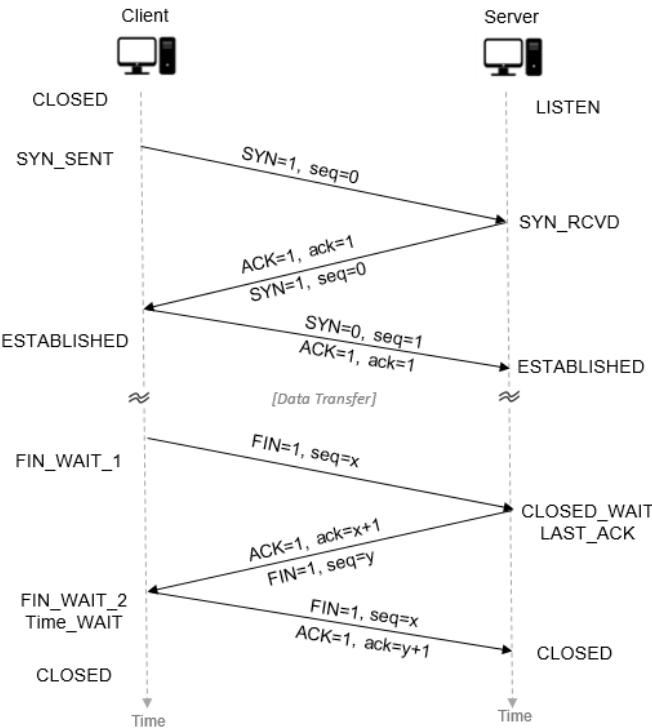 Client
Server
CLOSED
LISTEN
SYN_SENT
SYN=1, seq=0
SYN_RCVD
ACK=1, ack=1
SYN=1, seq=0
ESTABLISHED
SYN=0, seq=1
ACK=1, ack=1
ESTABLISHED
[Data Transfer]
FIN_WAIT_1
FIN=1, seq=x
CLOSED_WAIT
LAST_ACK
ACK=1, ack=x+1
FIN=1, seq=y
FIN_WAIT_2
Time_WAIT
FIN=1, seq=x
ACK=1, ack=y+1
CLOSED
CLOSED
Time
Time